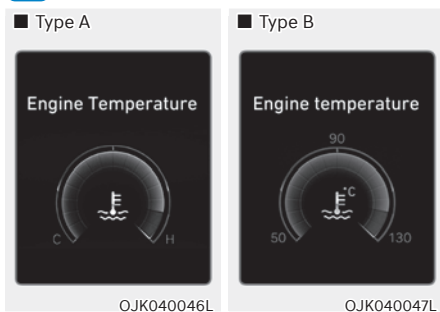 ■ Type A
Engine Temperature
C H
OJK040046L
■ Type B
Engine temperature
90
°C
50 130
OJK040047L